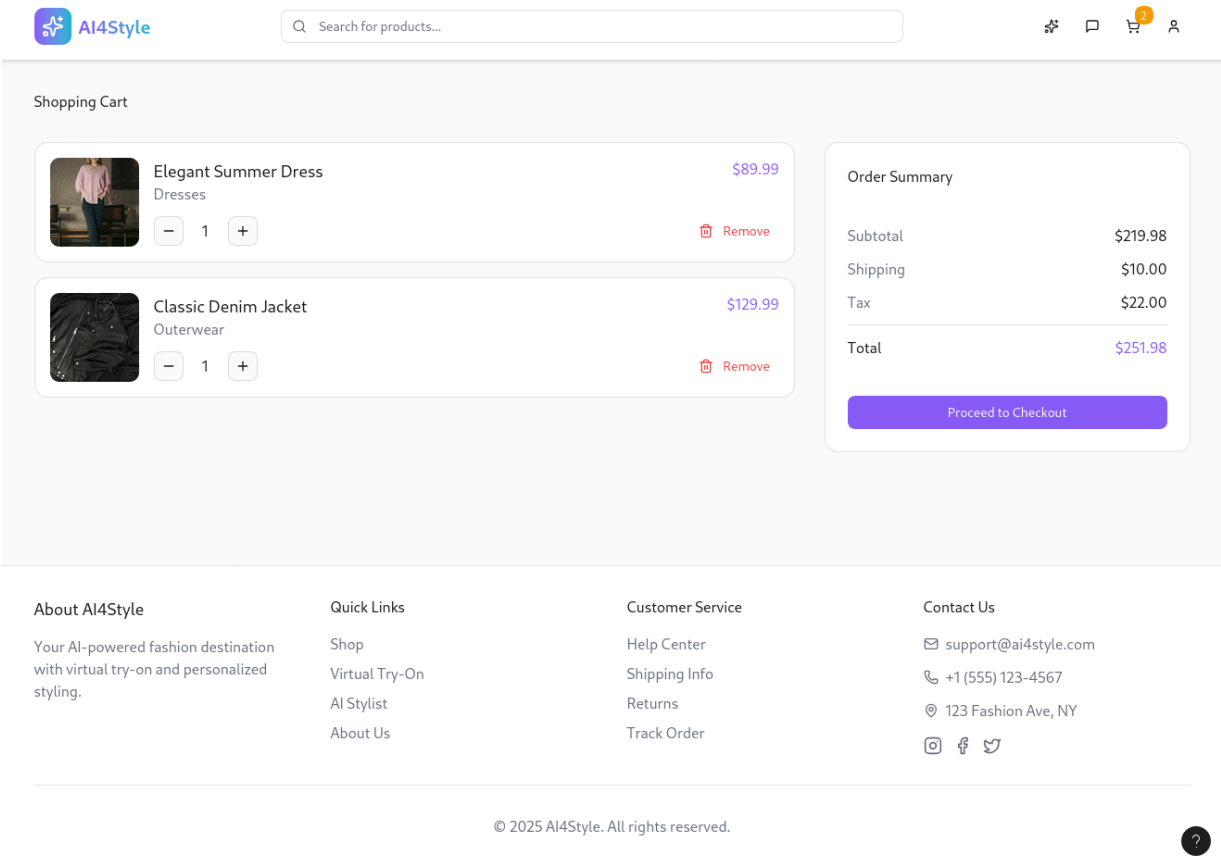 AI4Style
Search for products...
2
Shopping Cart
Elegant Summer Dress
$89.99
Dresses
1
Remove
Classic Denim Jacket
$129.99
Outerwear
1
Remove
Order Summary
Subtotal $219.98
Shipping $10.00
Tax $22.00
Total $251.98
Proceed to Checkout
About AI4Style
Your AI-powered fashion destination
with virtual try-on and personalized
styling.
Quick Links
Shop
Virtual Try-On
AI Stylist
About Us
Customer Service
Help Center
Shipping Info
Returns
Track Order
Contact Us
support@ai4style.com
+1 (555) 123-4567
123 Fashion Ave, NY
© 2025 AI4Style. All rights reserved.
?